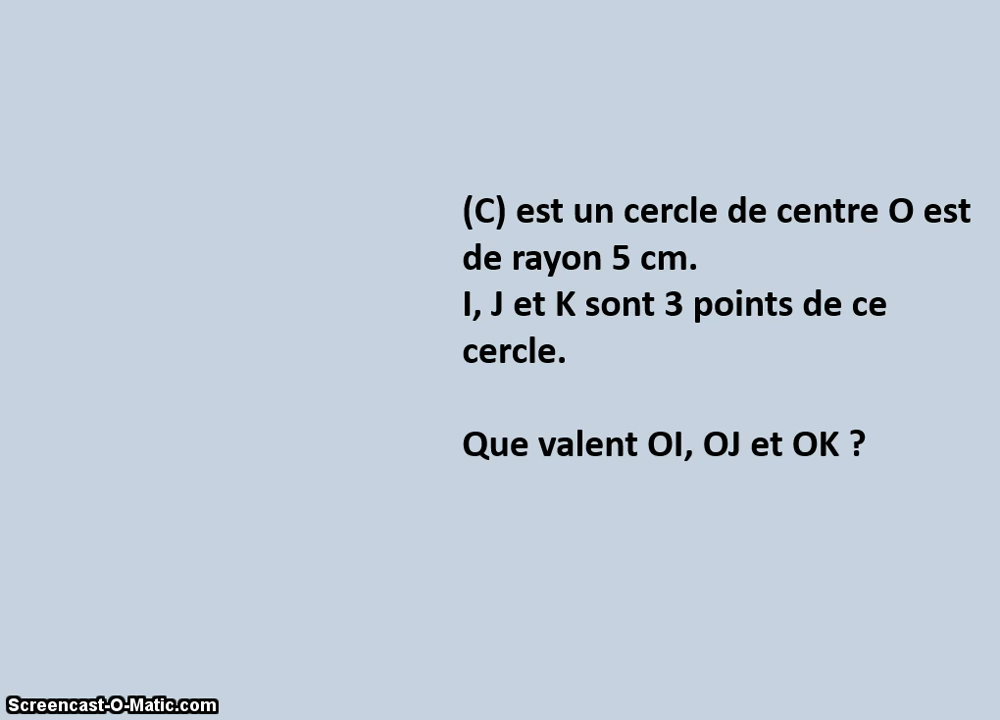 (C) est un cercle de centre O est
de rayon 5 cm.
I, J et K sont 3 points de ce
cercle.
Que valent OI, OJ et OK ?
Screencast-O-Matic.com